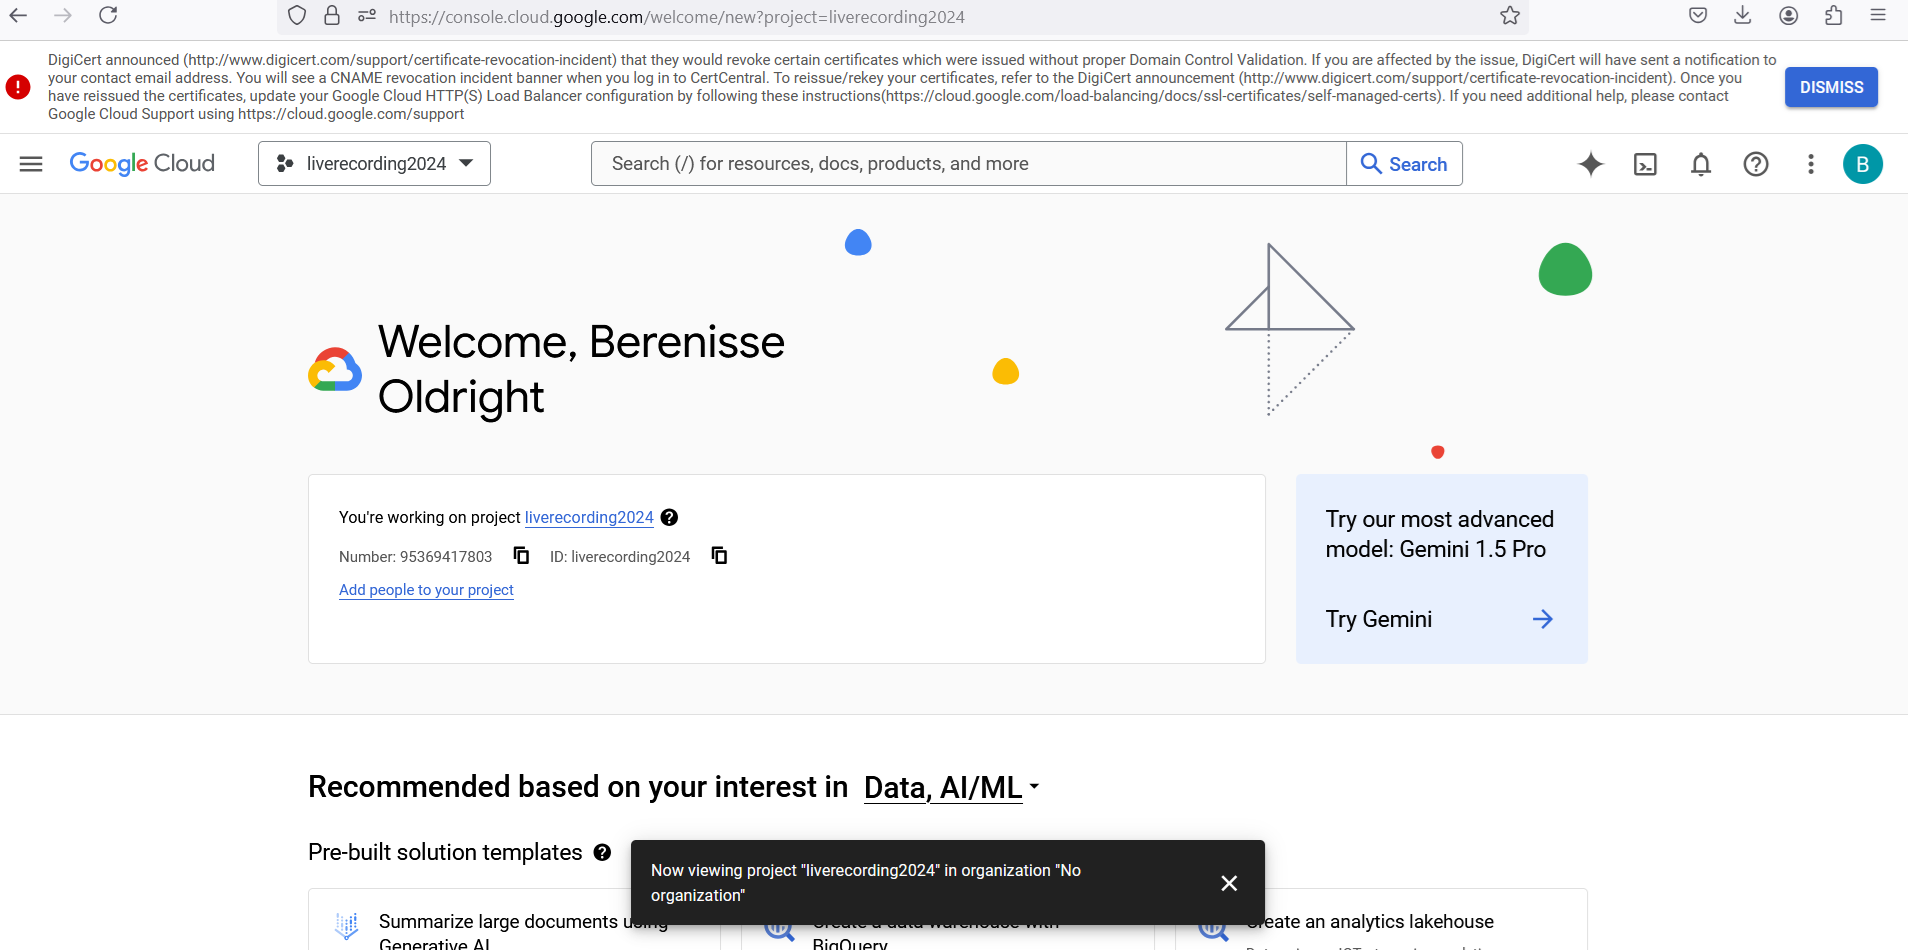 https://console.cloud.google.com/welcome/new?project=liverecording2024
DigiCert announced (http://www.digicert.com/support/certificate-revocation-incident) that they would revoke certain certificates which were issued without proper Domain Control Validation. If you are affected by the issue, DigiCert will have sent a notification to
your contact email address. You will see a CNAME revocation incident banner when you log in to CertCentral. To reissue/rekey your certificates, refer to the DigiCert announcement (http://www.digicert.com/support/certificate-revocation-incident). Once you
have reissued the certificates, update your Google Cloud HTTP(S) Load Balancer configuration by following these instructions(https://cloud.google.com/load-balancing/docs/ssl-certificates/self-managed-certs). If you need additional help, please contact
Google Cloud Support using https://cloud.google.com/support
DISMISS
Google Cloud
liverecording2024
Search (/) for resources, docs, products, and more
Search
B
Welcome, Berenisse
Oldright
You're working on project liverecording2024
Number: 95369417803 ID: liverecording2024
Add people to your project
Try our most advanced
model: Gemini 1.5 Pro
Try Gemini
Recommended based on your interest in Data, AI/ML
Pre-built solution templates
Now viewing project "liverecording2024" in organization "No
organization"
Summarize large documents using
Generative AI
Create a data warehouse with
BigQuery
Create an analytics lakehouse